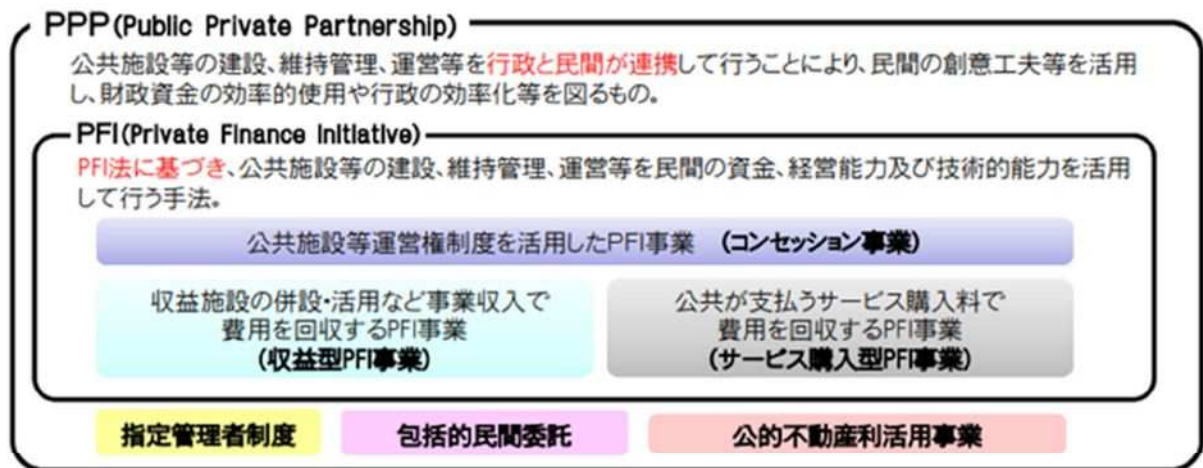 PPP(Public Private Partnership)
公共施設等の建設、維持管理、運営等を行政と民間が連携して行うことにより、民間の創意工夫等を活用
し、財政資金の効率的使用や行政の効率化等を図るもの。
PFI(Private Finance Initiative)
PFI法に基づき、公共施設等の建設、維持管理、運営等を民間の資金、経営能力及び技術的能力を活用
して行う手法。
公共施設等運営権制度を活用したPFI事業 (コンセッション事業)
収益施設の併設・活用など事業収入で
費用を回収するPFI事業
(収益型PFI事業)
公共が支払うサービス購入料で
費用を回収するPFI事業
(サービス購入型PFI事業)
指定管理者制度
包括的民間委託
公的不動産利活用事業